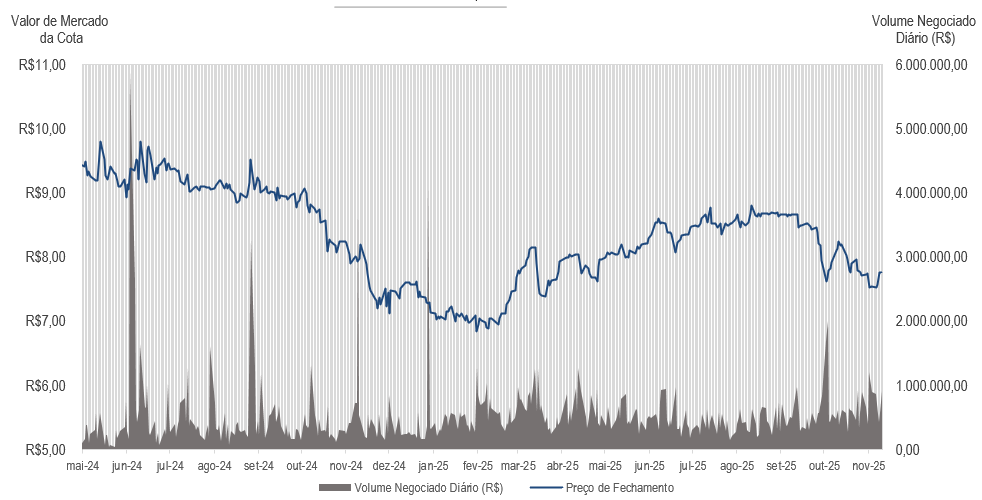 Valor de Mercado
da Cota
Volume Negociado
Diário (R$)
R$11,00
R$10,00
R$9,00
R$8,00
R$7,00
R$6,00
R$5,00
6.000.000,00
5.000.000,00
4.000.000,00
3.000.000,00
2.000.000,00
1.000.000,00
0,00
mai-24 jun-24 jul-24 ago-24 set-24 out-24 nov-24 dez-24 jan-25 fev-25 mar-25 abr-25 mai-25 jun-25 jul-25 ago-25 set-25 out-25 nov-25
Volume Negociado Diário (R$) Preço de Fechamento